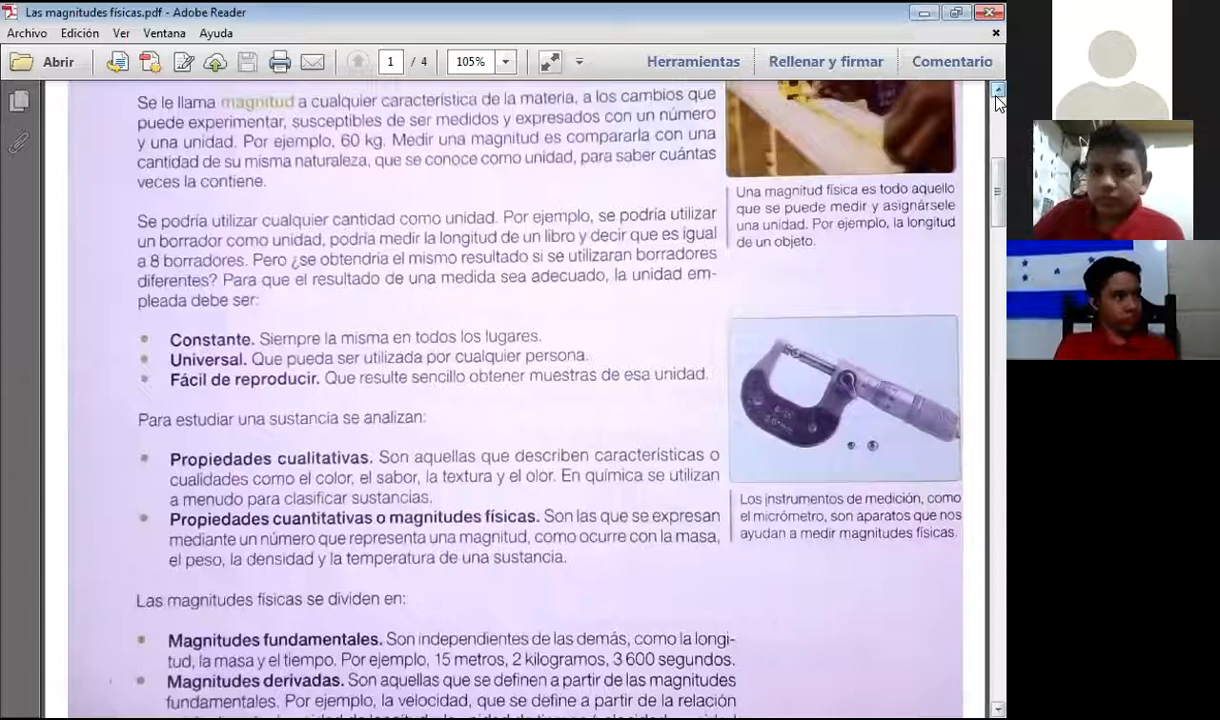 Las magnitudes físicas.pdf - Adobe Reader
Archivo Edición Ver Ventana Ayuda
Abrir 1 / 4 105% Herramientas Rellenar y firmar Comentario
Se le llama magnitud a cualquier característica de la materia, a los cambios que
puede experimentar, susceptibles de ser medidos y expresados con un número
y una unidad. Por ejemplo, 60 kg. Medir una magnitud es compararla con una
cantidad de su misma naturaleza, que se conoce como unidad, para saber cuántas
veces la contiene.
Se podría utilizar cualquier cantidad como unidad. Por ejemplo, se podría utilizar
un borrador como unidad, podría medir la longitud de un libro y decir que es igual
a 8 borradores. Pero ¿se obtendría el mismo resultado si se utilizaran borradores
diferentes? Para que el resultado de una medida sea adecuado, la unidad em-
pleada debe ser:
Constante. Siempre la misma en todos los lugares.
Universal. Que pueda ser utilizada por cualquier persona.
Fácil de reproducir. Que resulte sencillo obtener muestras de esa unidad.
Para estudiar una sustancia se analizan:
Propiedades cualitativas. Son aquellas que describen características o
cualidades como el color, el sabor, la textura y el olor. En química se utilizan
a menudo para clasificar sustancias.
Propiedades cuantitativas o magnitudes físicas. Son las que se expresan
mediante un número que representa una magnitud, como ocurre con la masa,
el peso, la densidad y la temperatura de una sustancia.
Las magnitudes físicas se dividen en:
Magnitudes fundamentales. Son independientes de las demás, como la longi-
tud, la masa y el tiempo. Por ejemplo, 15 metros, 2 kilogramos, 3 600 segundos.
Magnitudes derivadas. Son aquellas que se definen a partir de las magnitudes
fundamentales. Por ejemplo, la velocidad, que se define a partir de la relación
Una magnitud física es todo aquello
que se puede medir y asignársele
una unidad. Por ejemplo, la longitud
de un objeto.
Los instrumentos de medición, como
el micrómetro, son aparatos que nos
ayudan a medir magnitudes físicas.